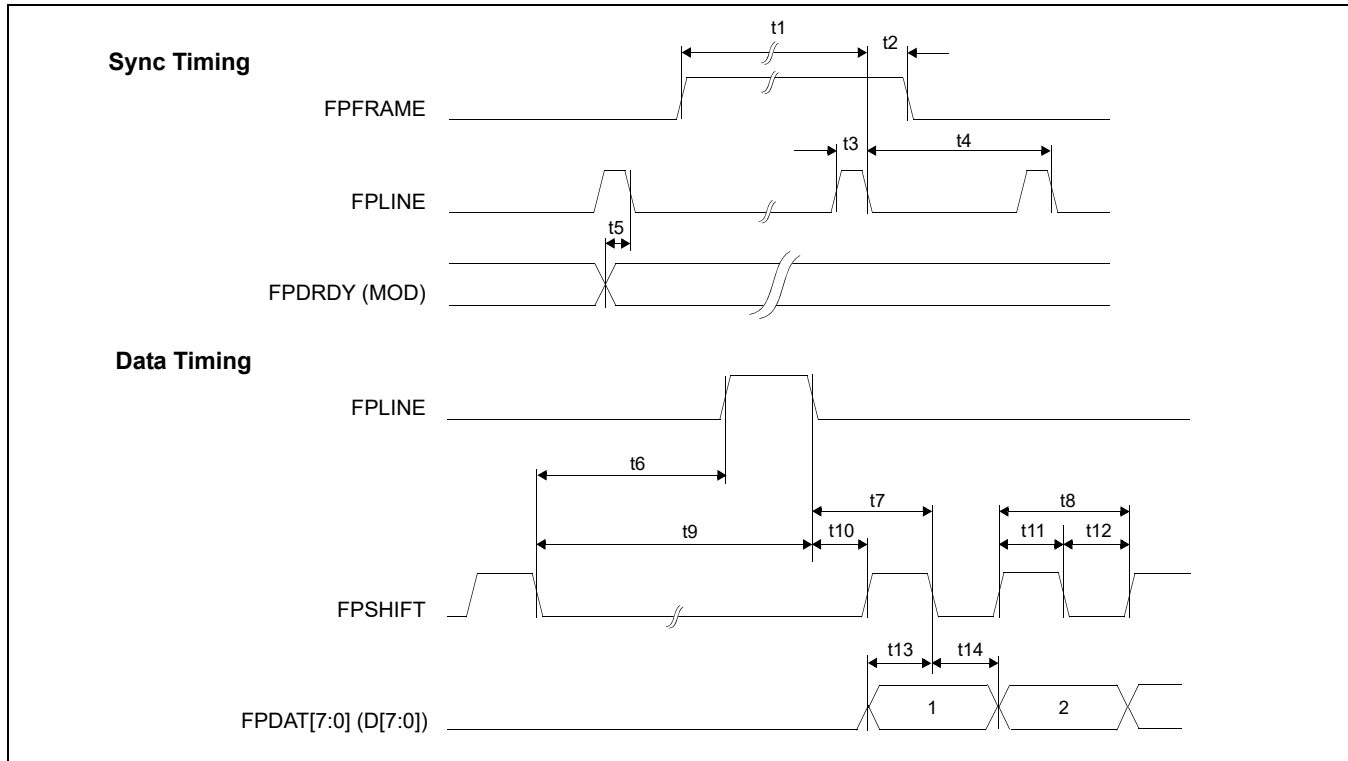 Sync Timing
t1
t2
FPFRAME
t3
t4
FPLINE
t5
FPDRDY (MOD)
Data Timing
FPLINE
t6
t7
t8
t9
t10
t11
t12
FPSHIFT
t13
t14
FPDAT[7:0] (D[7:0])
1
2